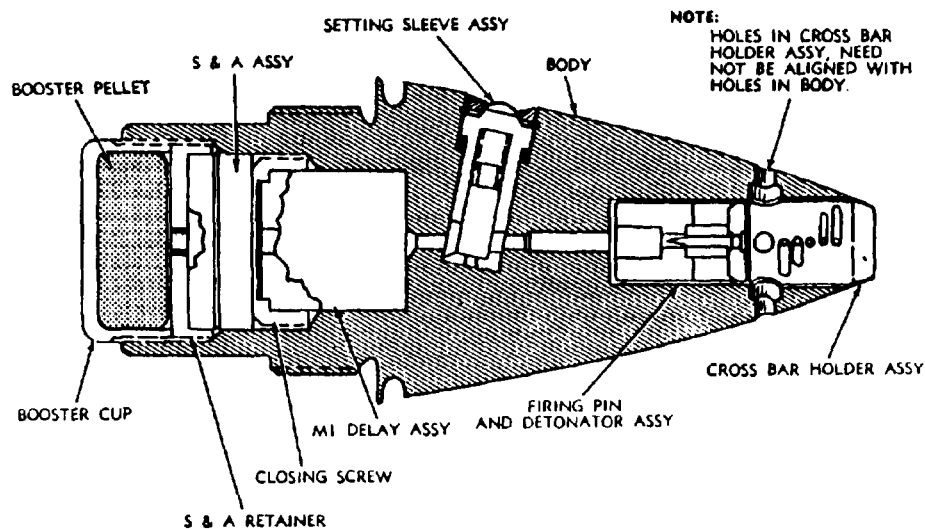 NOTE:
HOLES IN CROSS BAR
HOLDER ASSY, NEED
NOT BE ALIGNED WITH
HOLES IN BODY.
SETTING SLEEVE ASSY
S & A ASSY
BODY
BOOSTER PELLET
CROSS BAR HOLDER ASSY
FIRING PIN
AND DETONATOR ASSY
BOOSTER CUP
M1 DELAY ASSY
CLOSING SCREW
S & A RETAINER